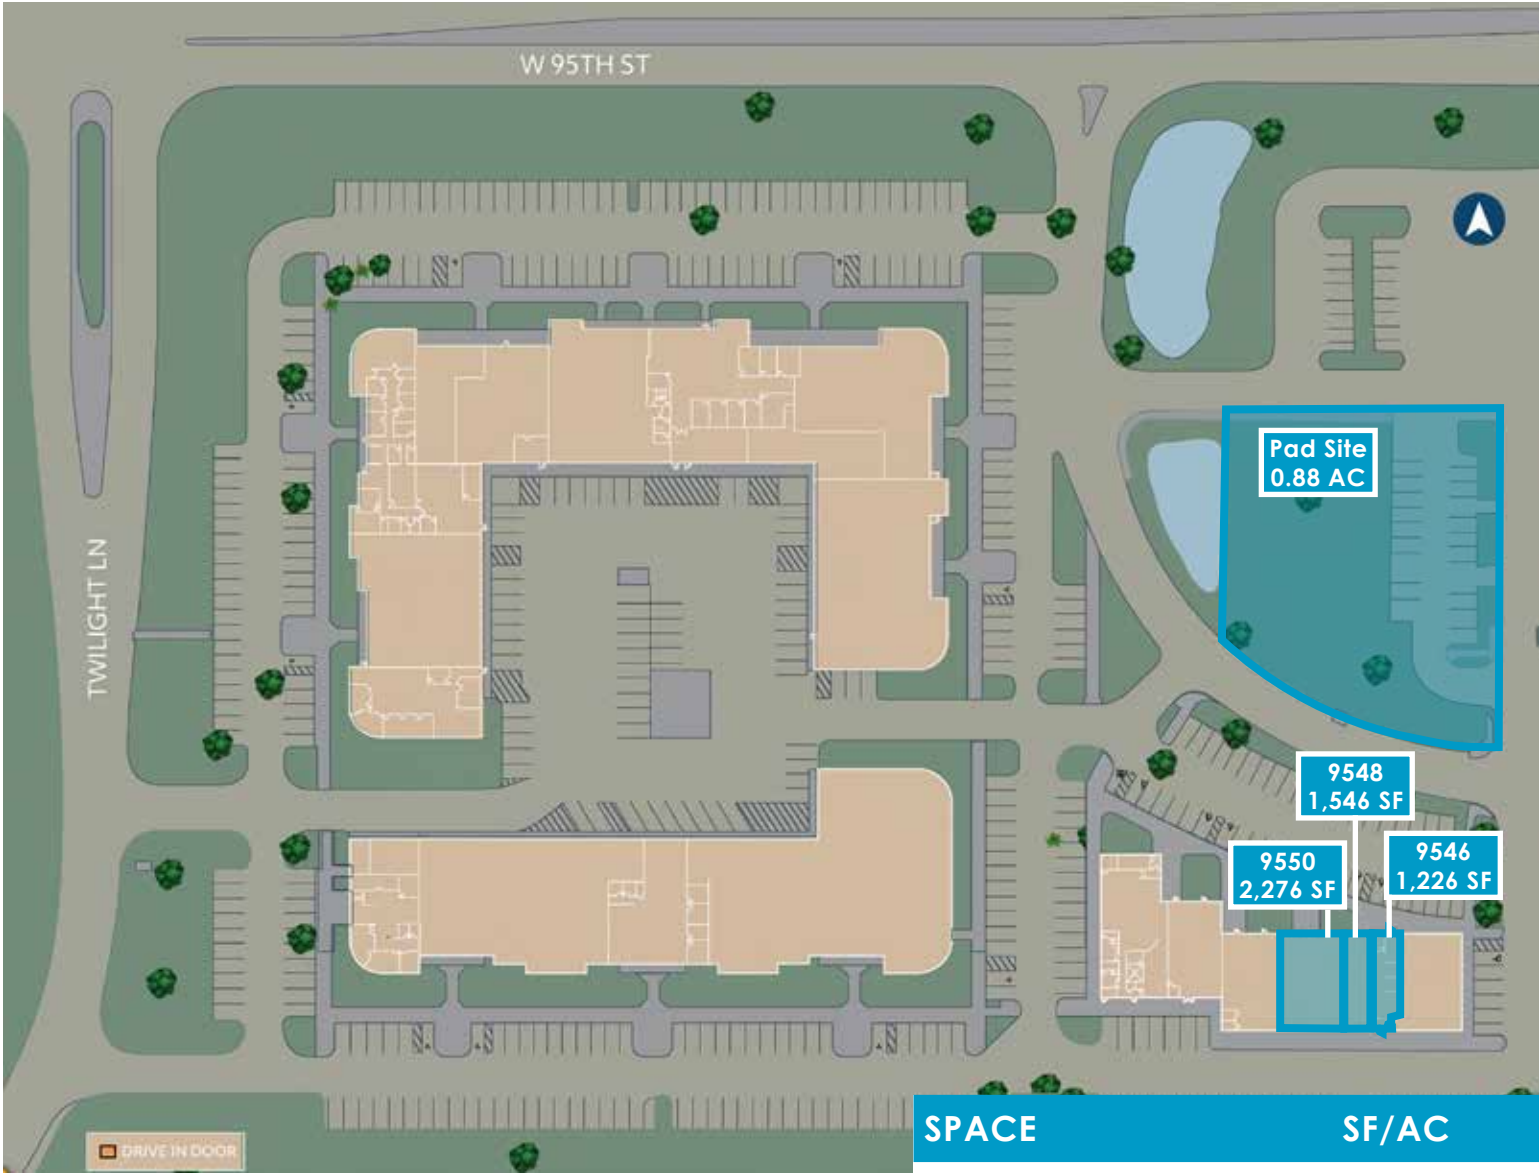 W 95TH ST
TWILIGHT LN
Pad Site
0.88 AC
9548
1,546 SF
9550
2,276 SF
9546
1,226 SF
SPACE SF/AC
DRIVE IN DOOR